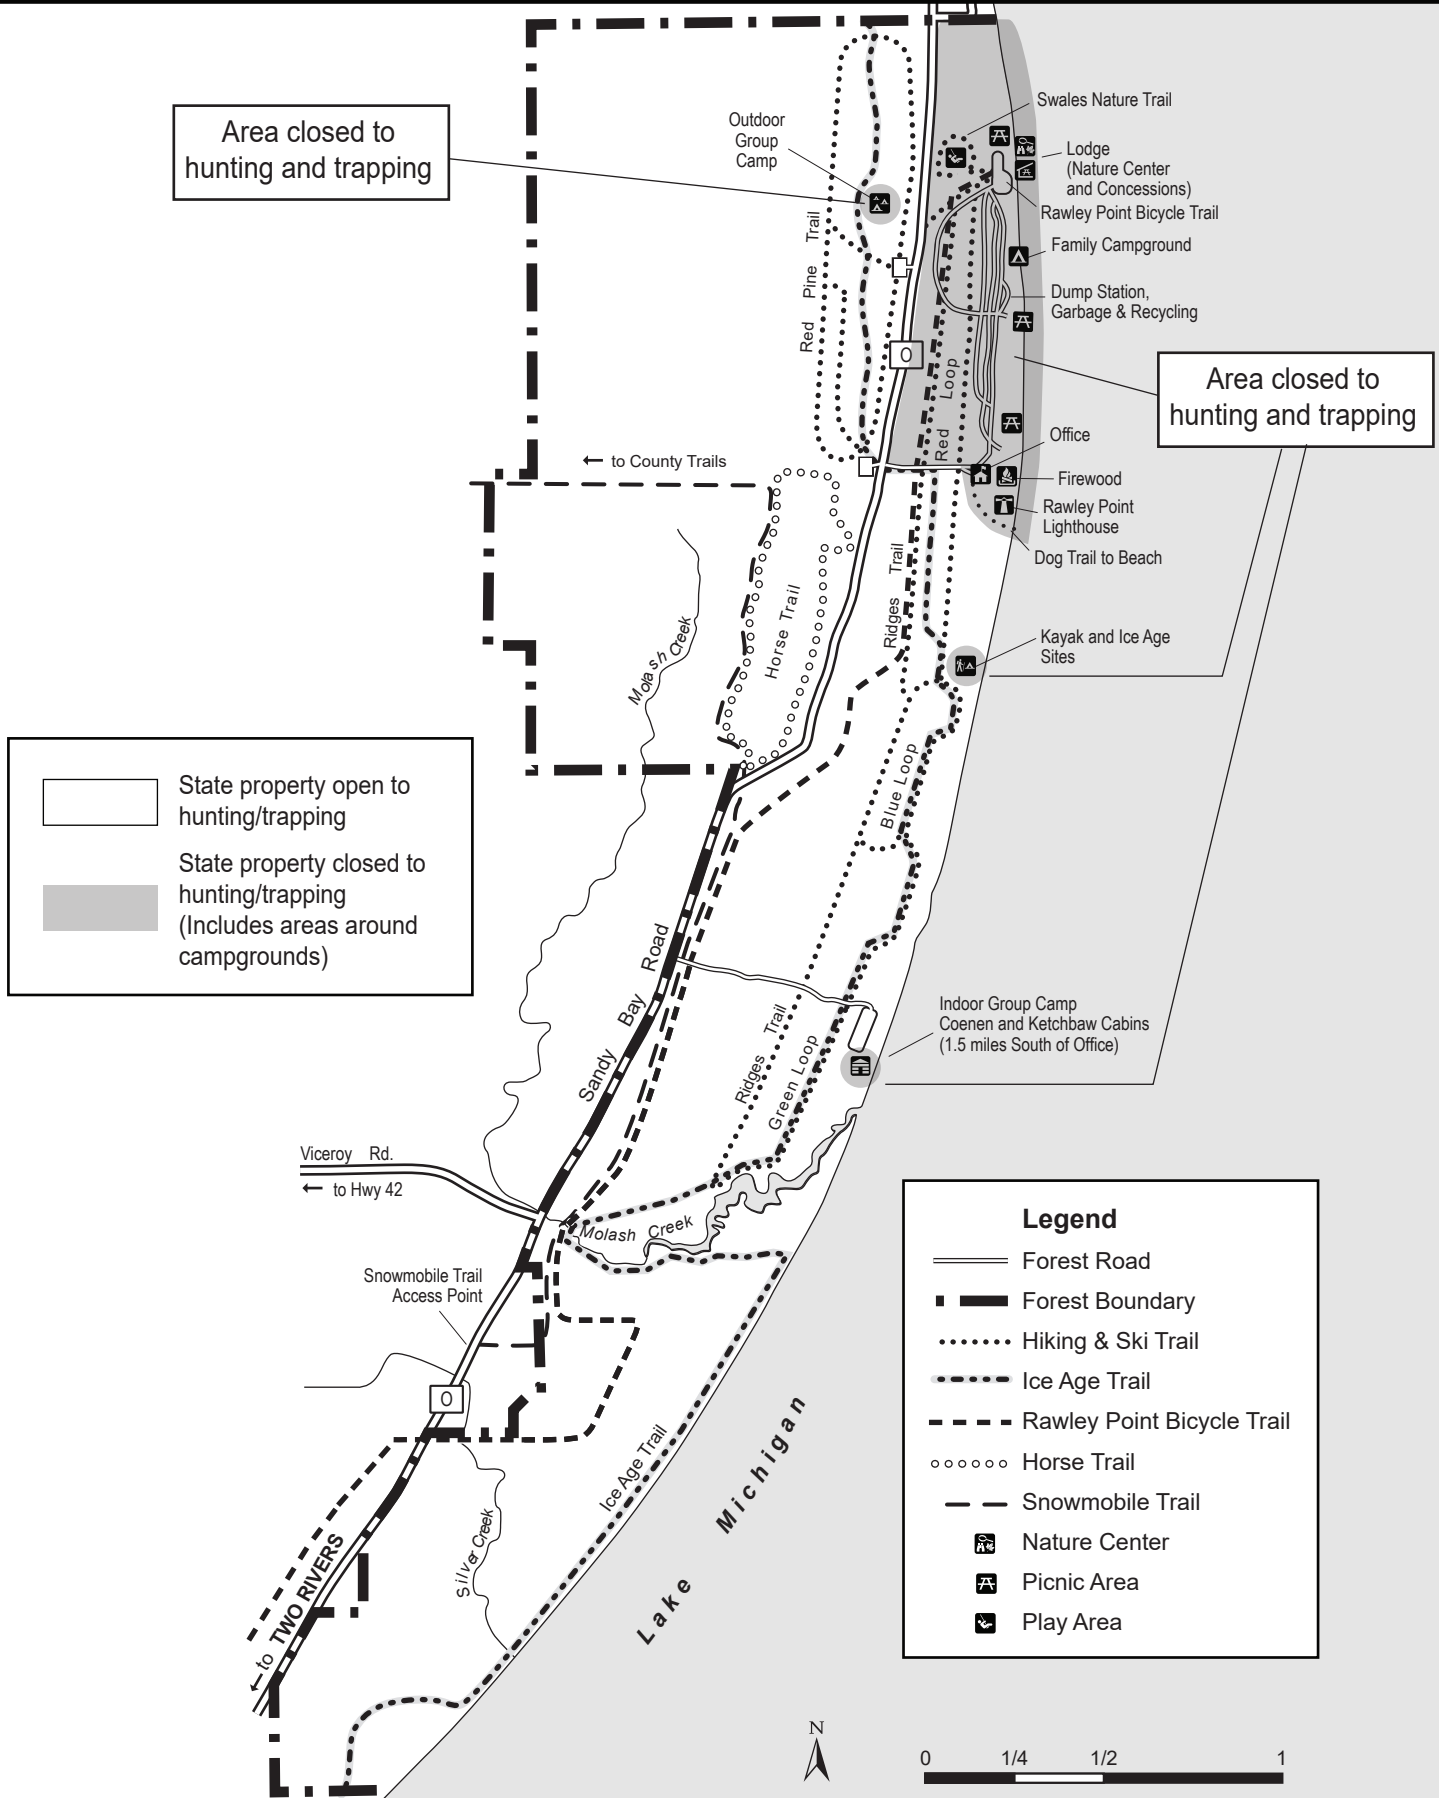 Area closed to
hunting and trapping
Outdoor
Group
Camp
Swales Nature Trail
Lodge
(Nature Center
and Concessions)
Rawley Point Bicycle Trail
Family Campground
Dump Station,
Garbage & Recycling
Red Pine Trail
O
Red Loop
Area closed to
hunting and trapping
Office
Firewood
Rawley Point
Lighthouse
Dog Trail to Beach
← to County Trails
Horse Trail
Molash Creek
Ridges Trail
Kayak and Ice Age
Sites
Blue Loop
State property open to
hunting/trapping
State property closed to
hunting/trapping
(Includes areas around
campgrounds)
Sandy Bay Road
Indoor Group Camp
Coenen and Ketchbaw Cabins
(1.5 miles South of Office)
Ridges Trail
Green Loop
Viceroy Rd.
← to Hwy 42
Molash Creek
Snowmobile Trail
Access Point
O
Ice Age Trail
Silver Creek
← to TWO RIVERS
Lake Michigan
Legend
Forest Road
Forest Boundary
Hiking & Ski Trail
Ice Age Trail
Rawley Point Bicycle Trail
Horse Trail
Snowmobile Trail
Nature Center
Picnic Area
Play Area
N
0 1/4 1/2 1